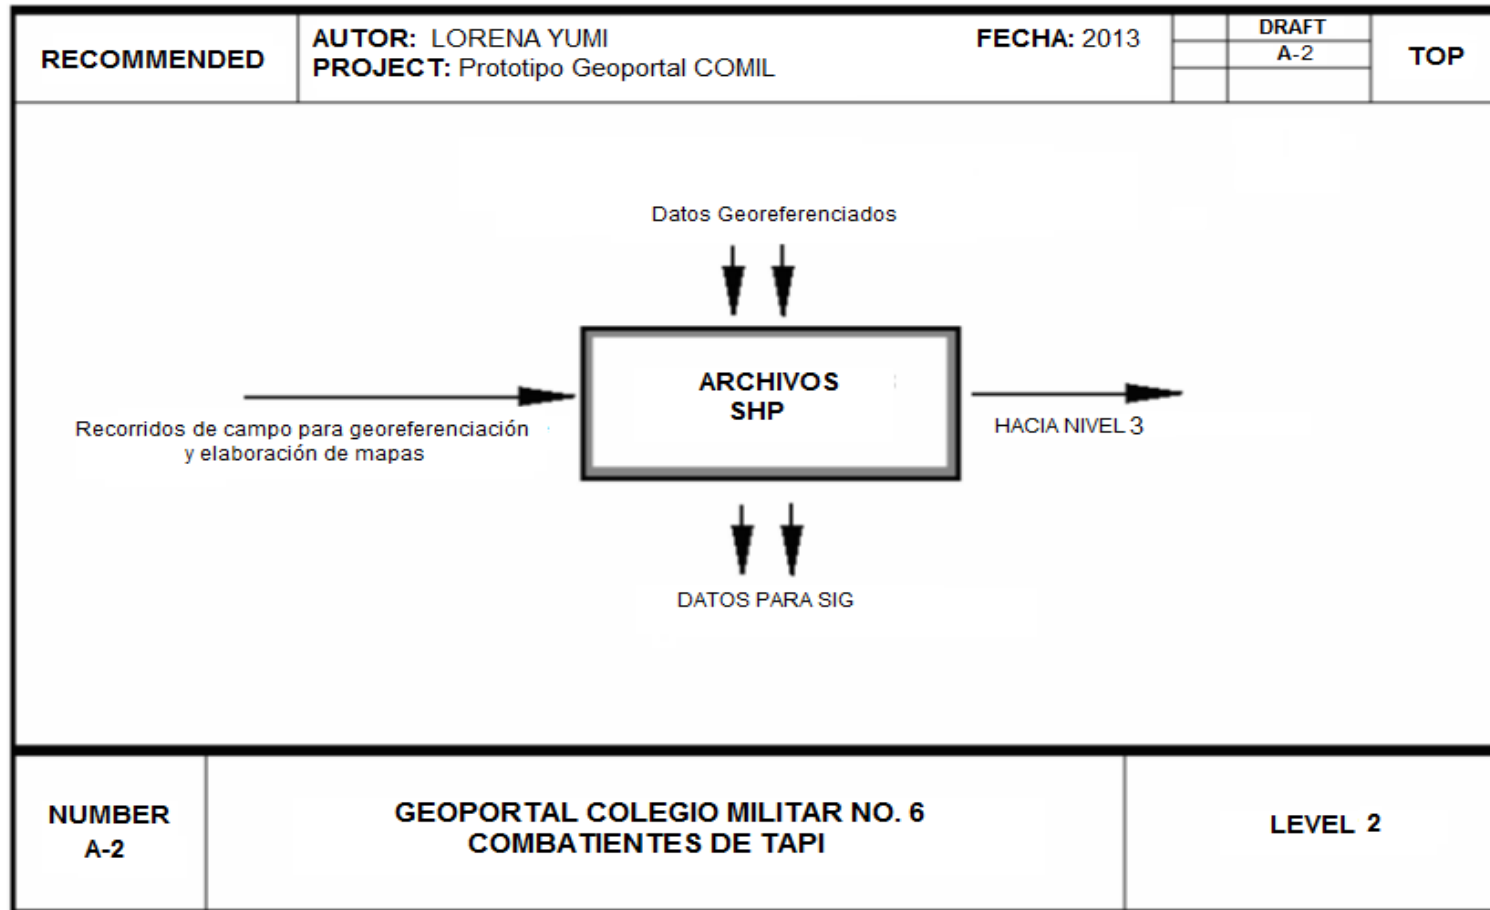 RECOMMENDED
AUTOR: LORENA YUMI
PROJECT: Prototipo Geoportal COMIL
FECHA: 2013
DRAFT
A-2
TOP
Datos Georeferenciados
ARCHIVOS
SHP
Recorridos de campo para georeferenciación
y elaboración de mapas
HACIA NIVEL 3
DATOS PARA SIG
NUMBER
A-2
GEOPORTAL COLEGIO MILITAR NO. 6
COMBATIENTES DE TAPI
LEVEL 2